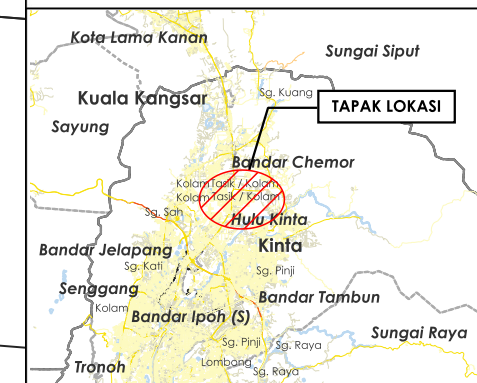 Kota Lama Kanan
Sungai Siput
Kuala Kangsar
Sg. Kuang
TAPAK LOKASI
Sayung
Bandar Chemor
Kolam Tasik / Kolam
Kolam Tasik / Kolam
Sg. Sah
Hulu Kinta
Kinta
Bandar Jelapang
Sg. Kati
Sg. Pinji
Senggang
Bandar Tambun
Kolam
Bandar Ipoh (S)
Sungai Raya
Sg. Pinji
Sg. Raya
Tronoh
Lombong
Sg. Raya